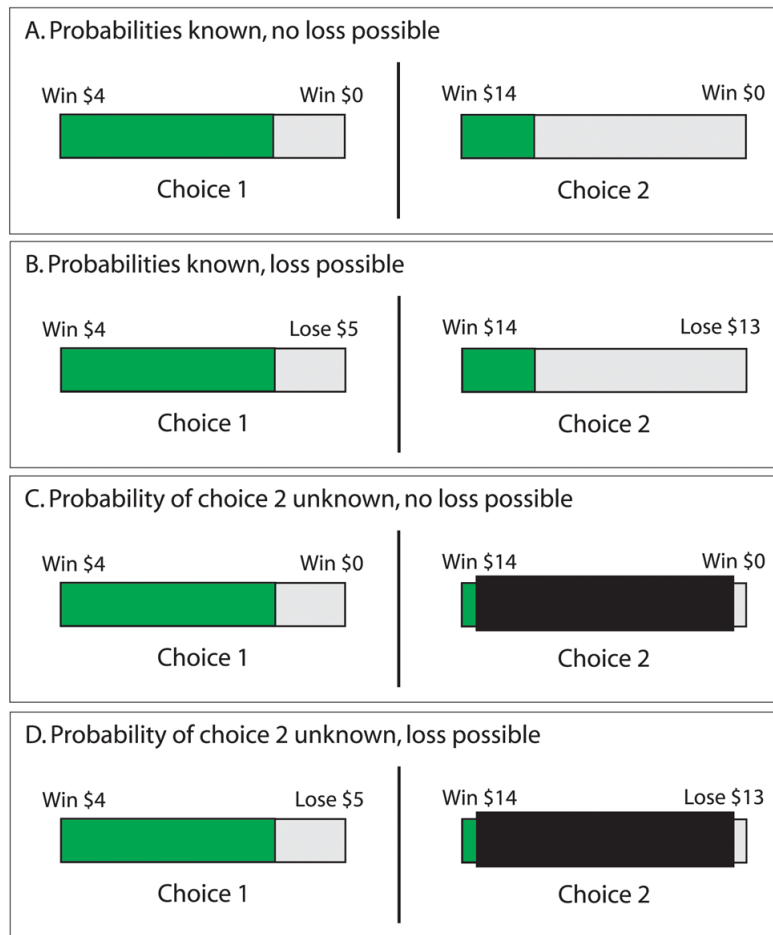 A. Probabilities known, no loss possible
Win $4 Win $0 Win $14 Win $0
Choice 1 Choice 2
B. Probabilities known, loss possible
Win $4 Lose $5 Win $14 Lose $13
Choice 1 Choice 2
C. Probability of choice 2 unknown, no loss possible
Win $4 Win $0 Win $14 Win $0
Choice 1 Choice 2
D. Probability of choice 2 unknown, loss possible
Win $4 Lose $5 Win $14 Lose $13
Choice 1 Choice 2